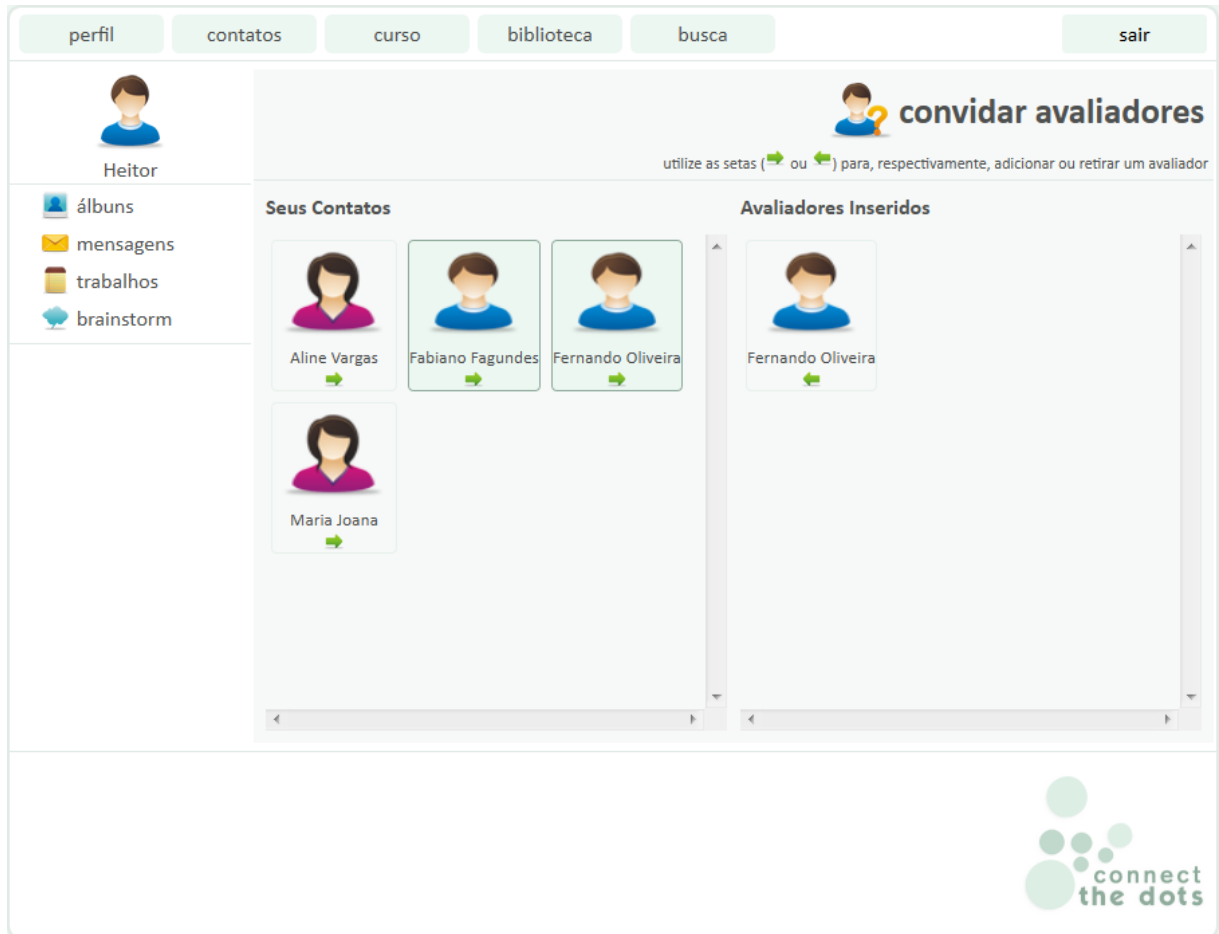 perfil contatos curso biblioteca busca sair
Heitor
álbuns
mensagens
trabalhos
brainstorm
convidar avaliadores
utilize as setas ( ou ) para, respectivamente, adicionar ou retirar um avaliador
Seus Contatos
Aline Vargas Fabiano Fagundes Fernando Oliveira
Maria Joana
Avaliadores Inseridos
Fernando Oliveira
connect
the dots